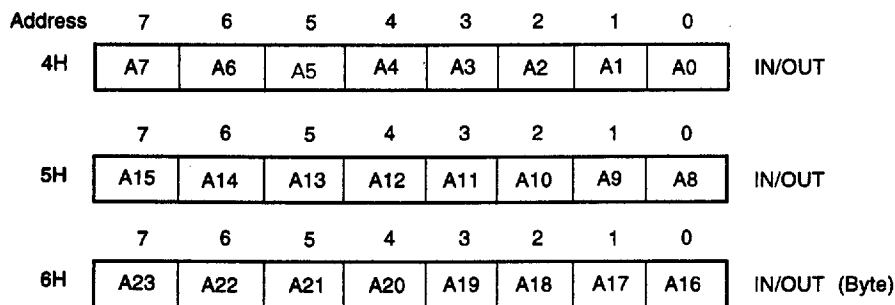 Address 7 6 5 4 3 2 1 0
4H A7 A6 A5 A4 A3 A2 A1 A0 IN/OUT
7 6 5 4 3 2 1 0
5H A15 A14 A13 A12 A11 A10 A9 A8 IN/OUT
7 6 5 4 3 2 1 0
6H A23 A22 A21 A20 A19 A18 A17 A16 IN/OUT (Byte)